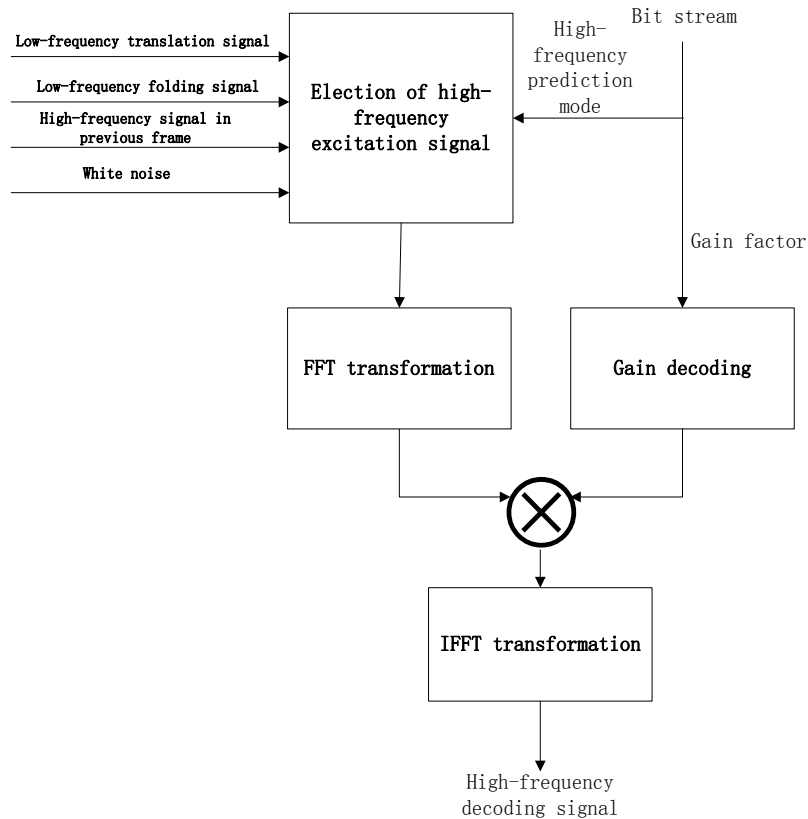 Bit stream
High-
frequency
prediction
mode
Low-frequency translation signal
Low-frequency folding signal
High-frequency signal in
previous frame
White noise
Election of high-
frequency
excitation signal
Gain factor
FFT transformation
Gain decoding
IFFT transformation
High-frequency
decoding signal